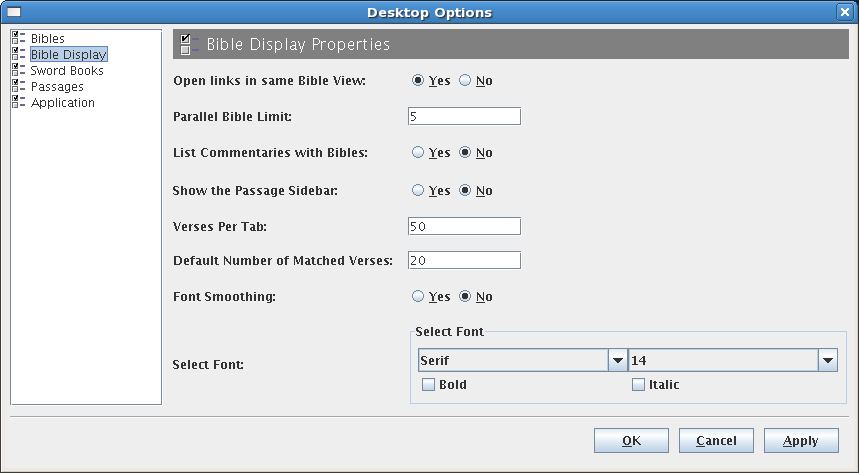 Desktop Options
Bibles
Bible Display
Sword Books
Passages
Application
Bible Display Properties
Open links in same Bible View: Yes No
Parallel Bible Limit: 5
List Commentaries with Bibles: Yes No
Show the Passage Sidebar: Yes No
Verses Per Tab: 50
Default Number of Matched Verses: 20
Font Smoothing: Yes No
Select Font
Select Font: Serif 14
Bold Italic
OK Cancel Apply